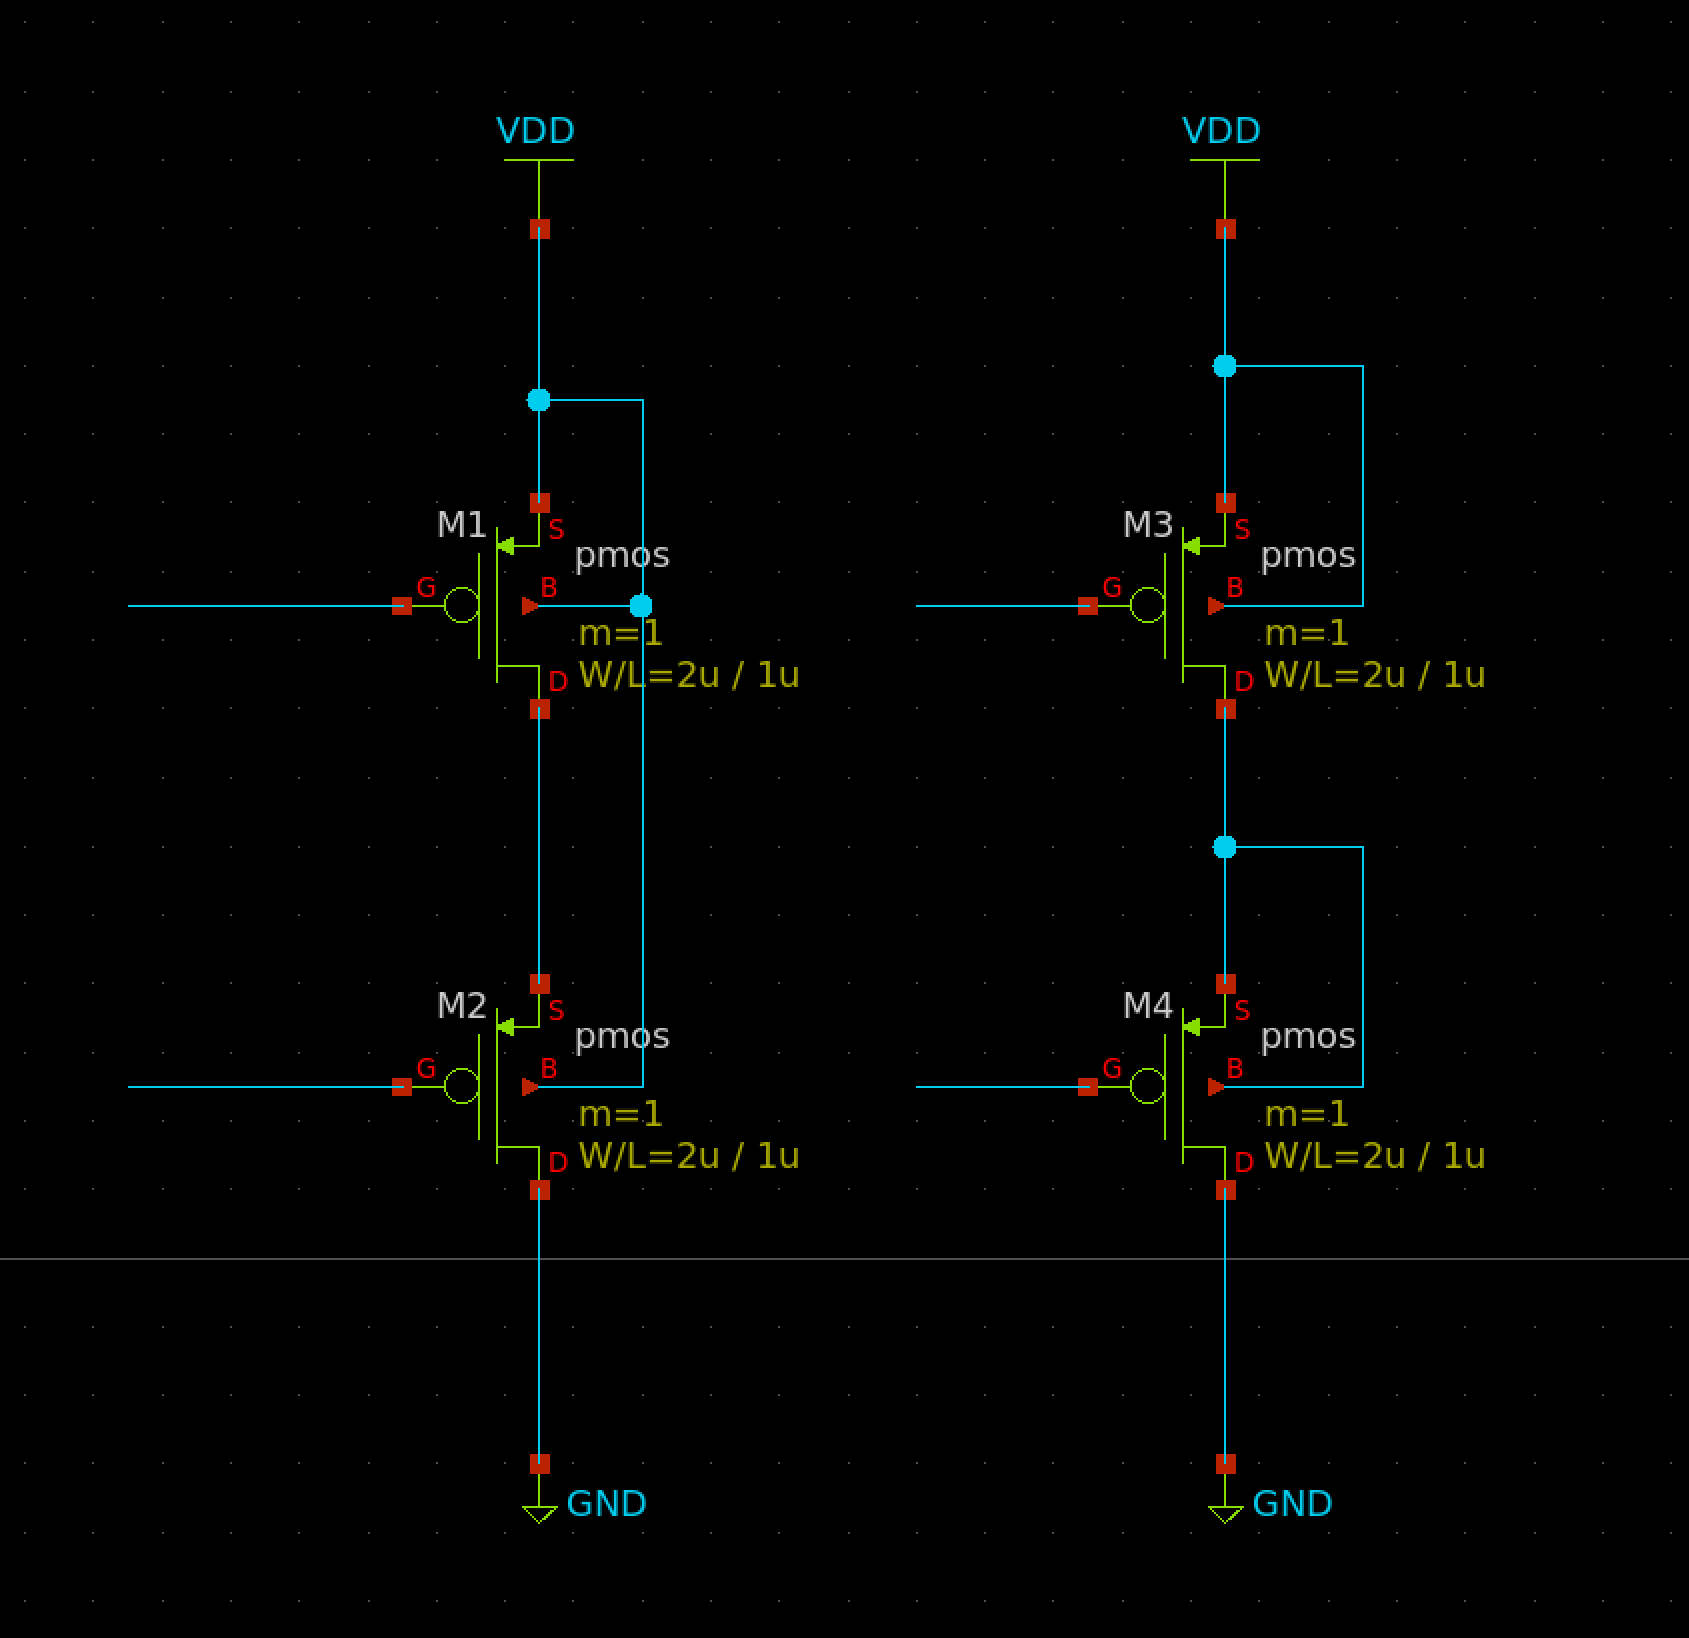 VDD
VDD
M1
S
pmos
G
B
m=1
D
W/L=2u / 1u
M3
S
pmos
G
B
m=1
D
W/L=2u / 1u
M2
S
pmos
G
B
m=1
D
W/L=2u / 1u
M4
S
pmos
G
B
m=1
D
W/L=2u / 1u
GND
GND